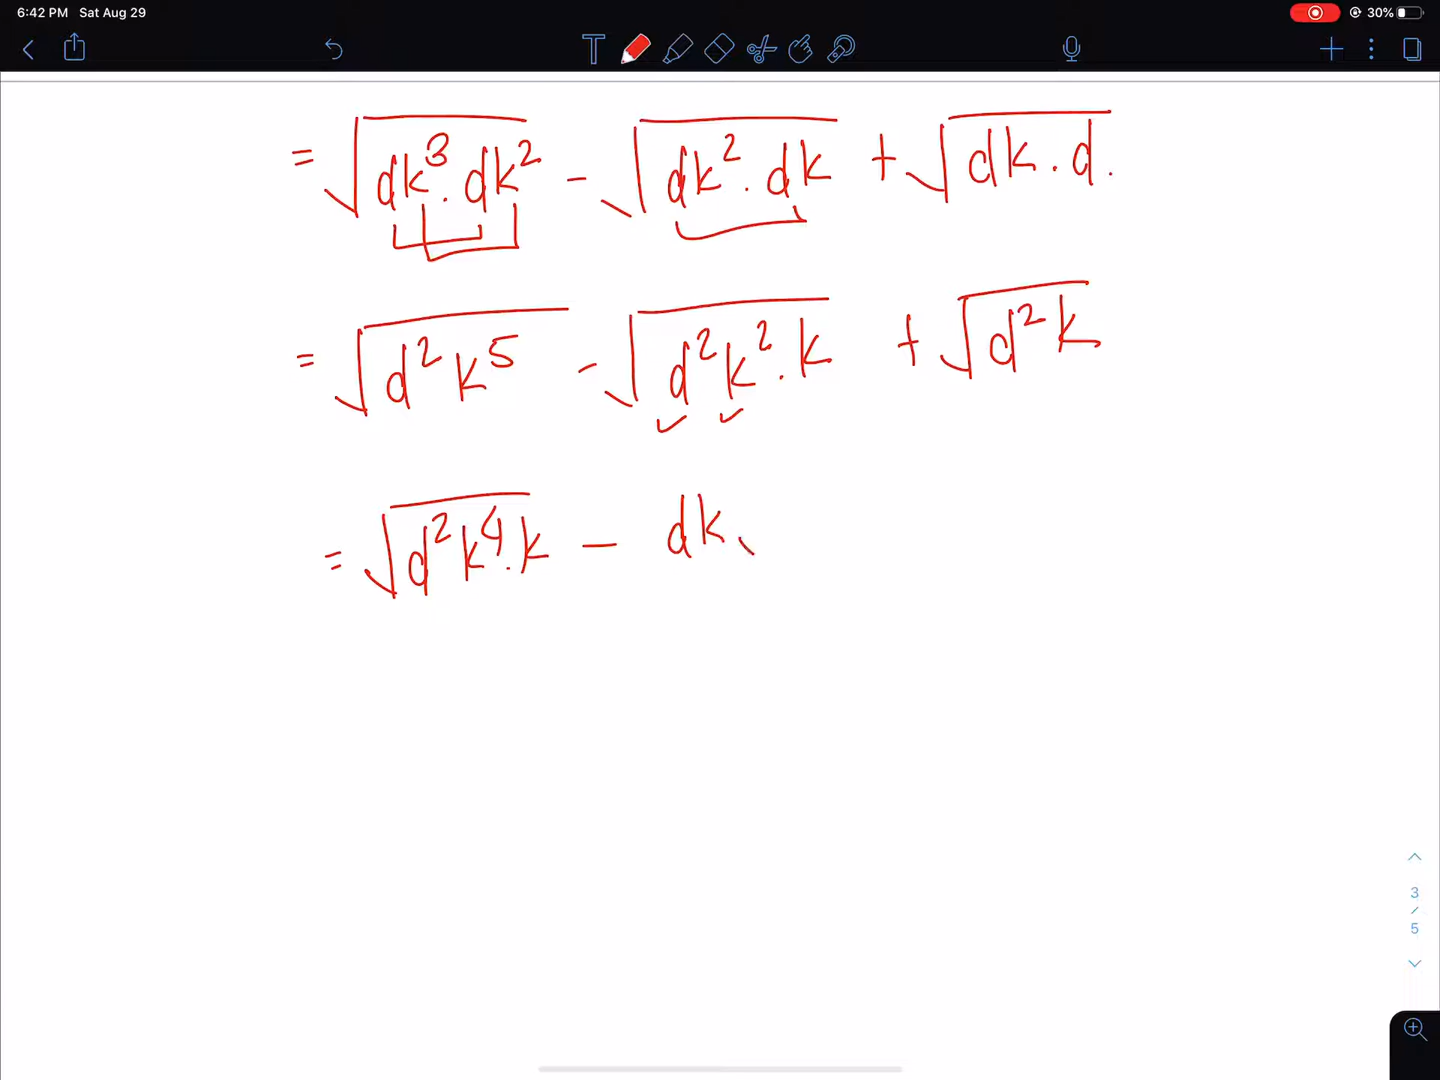 6:42 PM Sat Aug 29
30%
= √(dk³ · dk²) - √(dk² · dk) + √(dk · d.)
= √(d²k⁵) - √(d²k² · k) + √(d²k)
= √(d²k⁴ · k) - dk
3
/
5